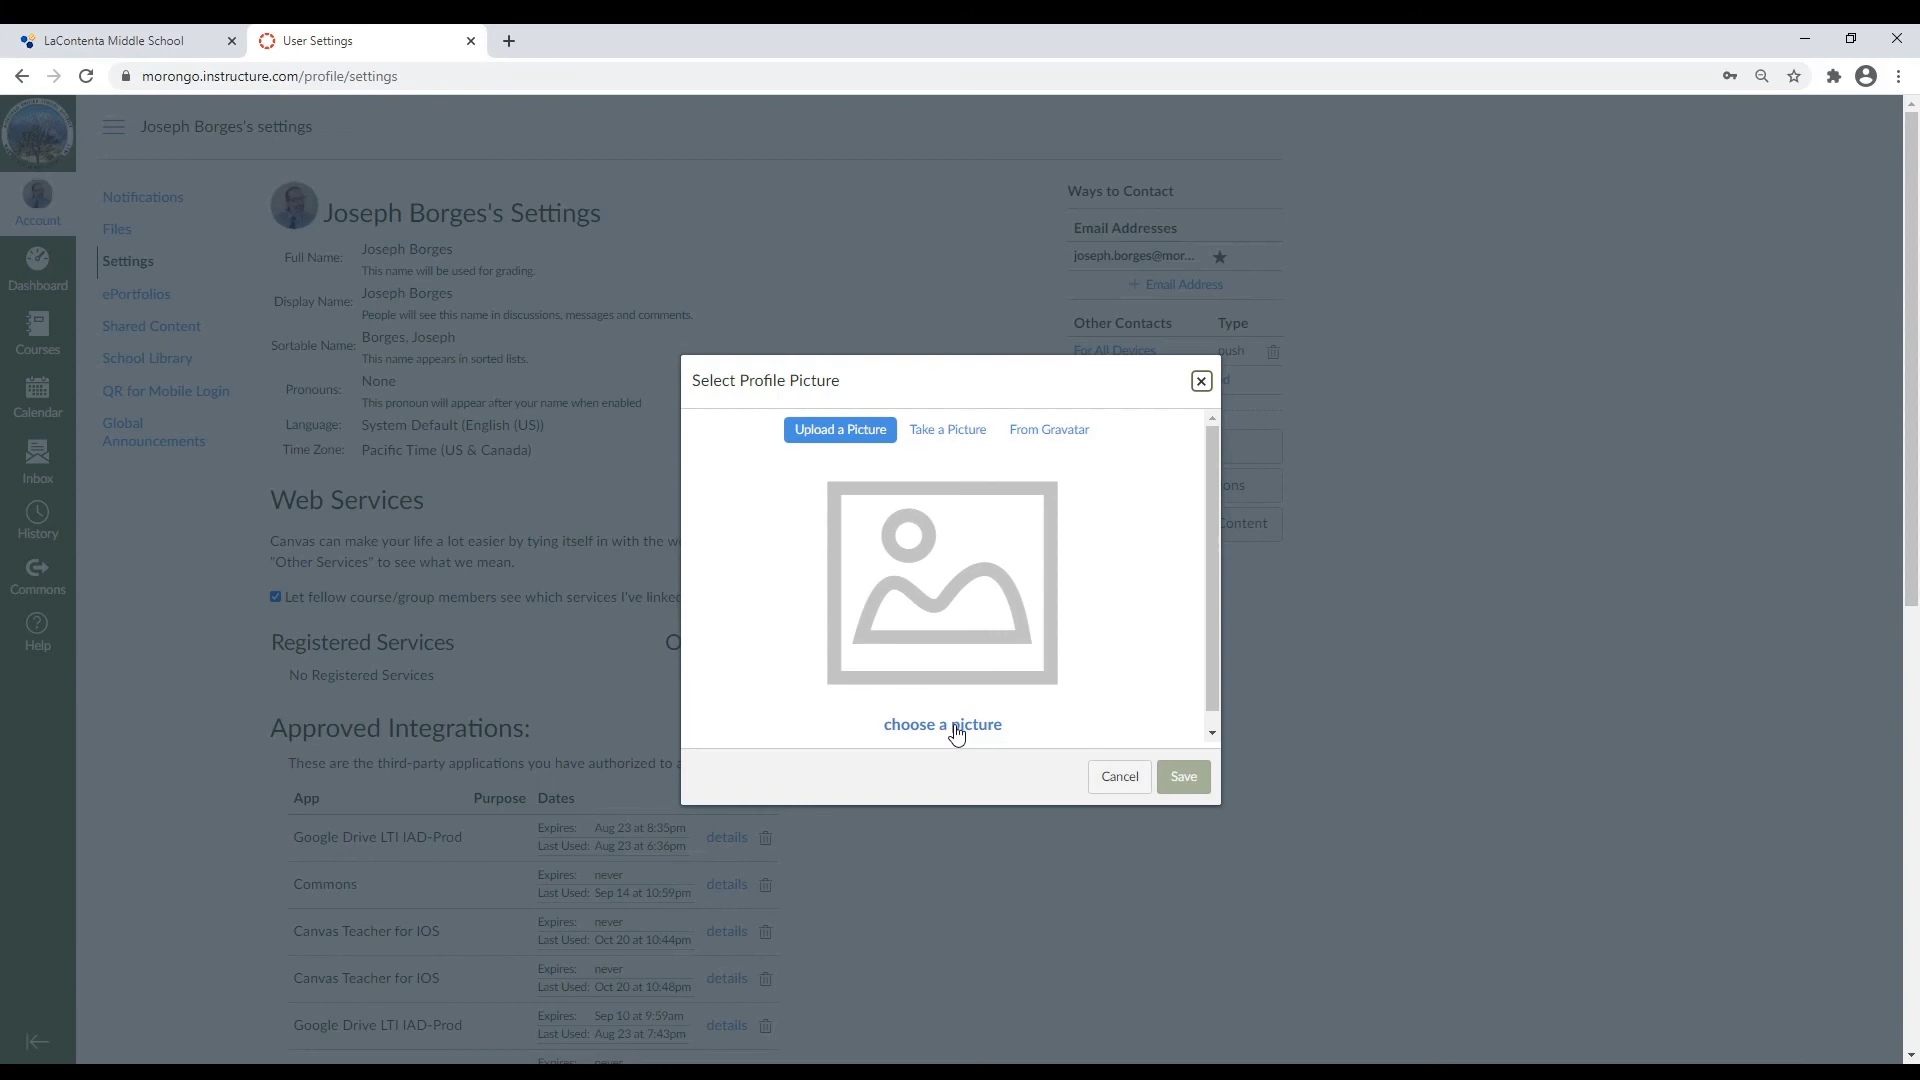 LaContenta Middle School
User Settings
morongo.instructure.com/profile/settings
Joseph Borges's settings
Account
Dashboard
Courses
Calendar
Inbox
History
Commons
Help
Notifications
Files
Settings
ePortfolios
Shared Content
School Library
QR for Mobile Login
Global
Announcements
Joseph Borges's Settings
Full Name: Joseph Borges
This name will be used for grading.
Display Name: Joseph Borges
People will see this name in discussions, messages and comments.
Sortable Name: Borges, Joseph
This name appears in sorted lists.
Pronouns: None
This pronoun will appear after your name when enabled
Language: System Default (English (US))
Time Zone: Pacific Time (US & Canada)
Web Services
Canvas can make your life a lot easier by tying itself in with the
"Other Services" to see what we mean.
Let fellow course/group members see which services I've linked
Registered Services
No Registered Services
Approved Integrations:
These are the third-party applications you have authorized to
App Purpose Dates
Google Drive LTI IAD-Prod Expires: Aug 23 at 8:35pm details
Last Used: Aug 23 at 6:36pm
Commons Expires: never details
Last Used: Sep 14 at 10:59pm
Canvas Teacher for IOS Expires: never details
Last Used: Oct 20 at 10:44pm
Canvas Teacher for IOS Expires: never details
Last Used: Oct 20 at 10:48pm
Google Drive LTI IAD-Prod Expires: Sep 10 at 9:59am details
Last Used: Aug 23 at 7:43pm
Expires: never
Ways to Contact
Email Addresses
joseph.borges@mor...
+ Email Address
Other Contacts Type
For All Devices push
Content
Select Profile Picture
Upload a Picture Take a Picture From Gravatar
choose a picture
Cancel Save